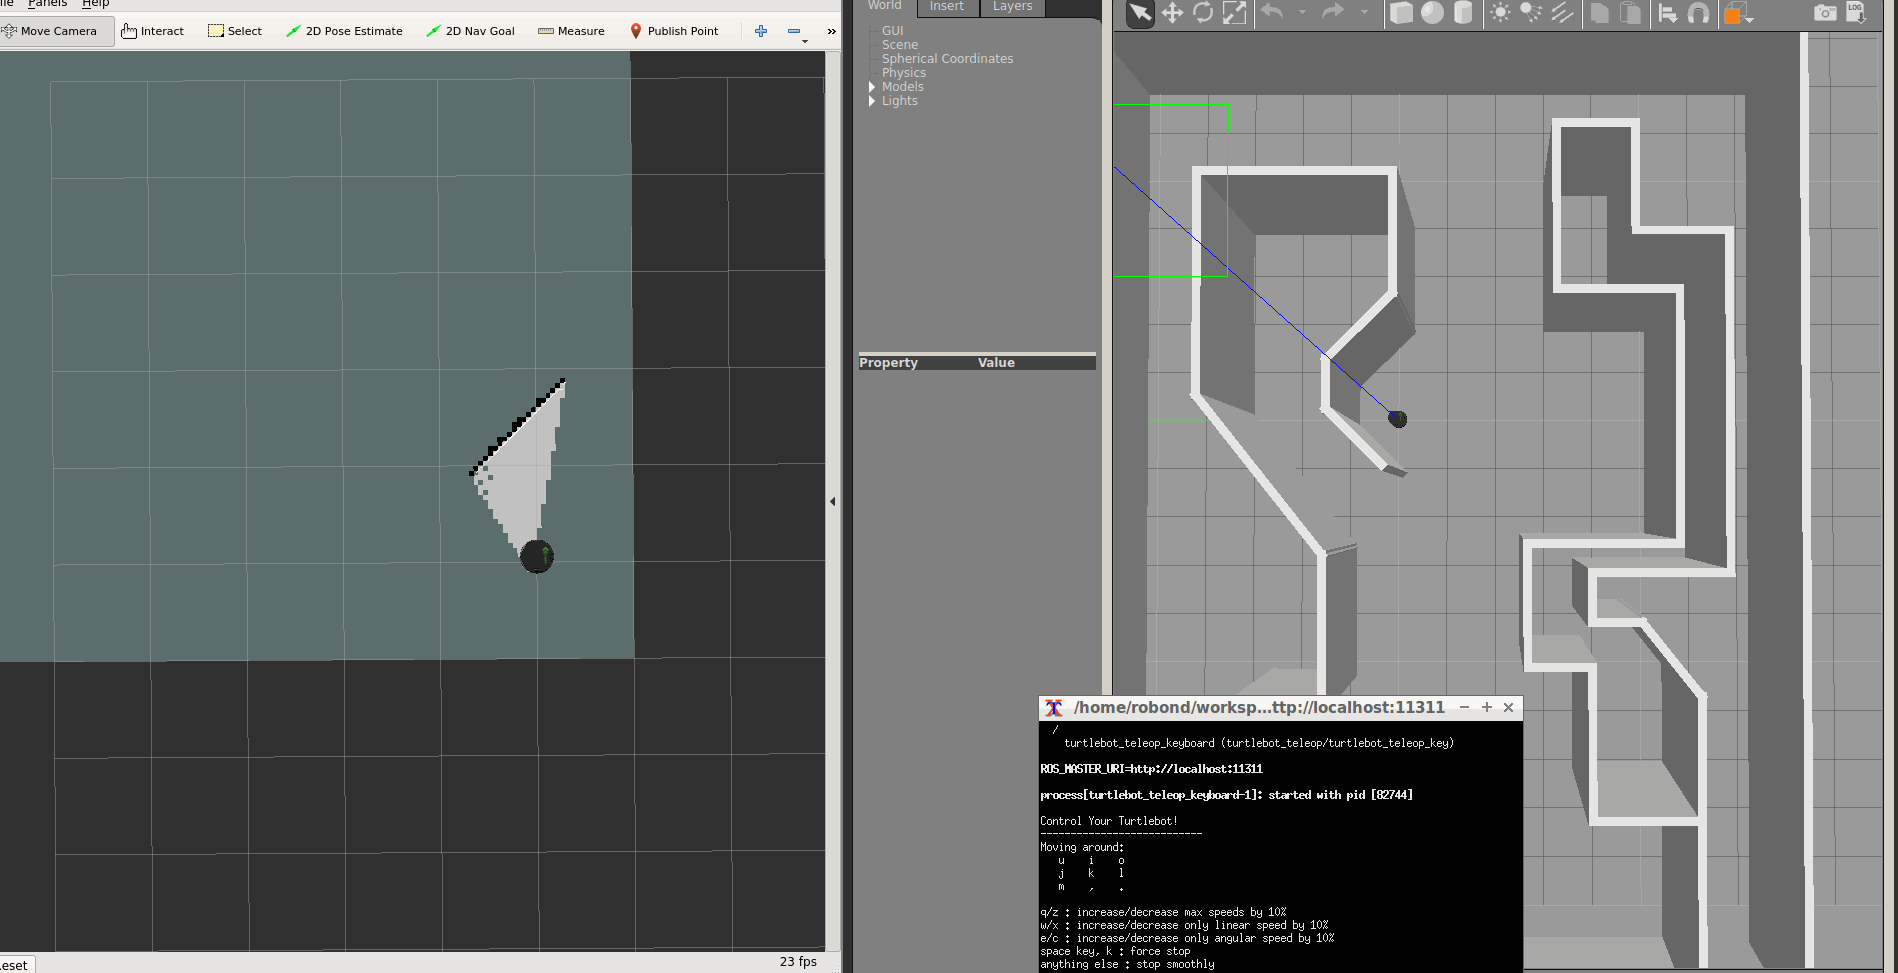 ile Panels Help
Move Camera Interact Select 2D Pose Estimate 2D Nav Goal Measure Publish Point »
eset
23 fps
World Insert Layers
GUI
Scene
Spherical Coordinates
Physics
Models
Lights
Property Value
LOG
/home/robond/worksp...ttp://localhost:11311
/
turtlebot_teleop_keyboard (turtlebot_teleop/turtlebot_teleop_key)
ROS_MASTER_URI=http://localhost:11311
process[turtlebot_teleop_keyboard-1]: started with pid [82744]
Control Your Turtlebot!
---------------------------
Moving around:
u i o
j k l
m , .
q/z : increase/decrease max speeds by 10%
w/x : increase/decrease only linear speed by 10%
e/c : increase/decrease only angular speed by 10%
space key, k : force stop
anything else : stop smoothly